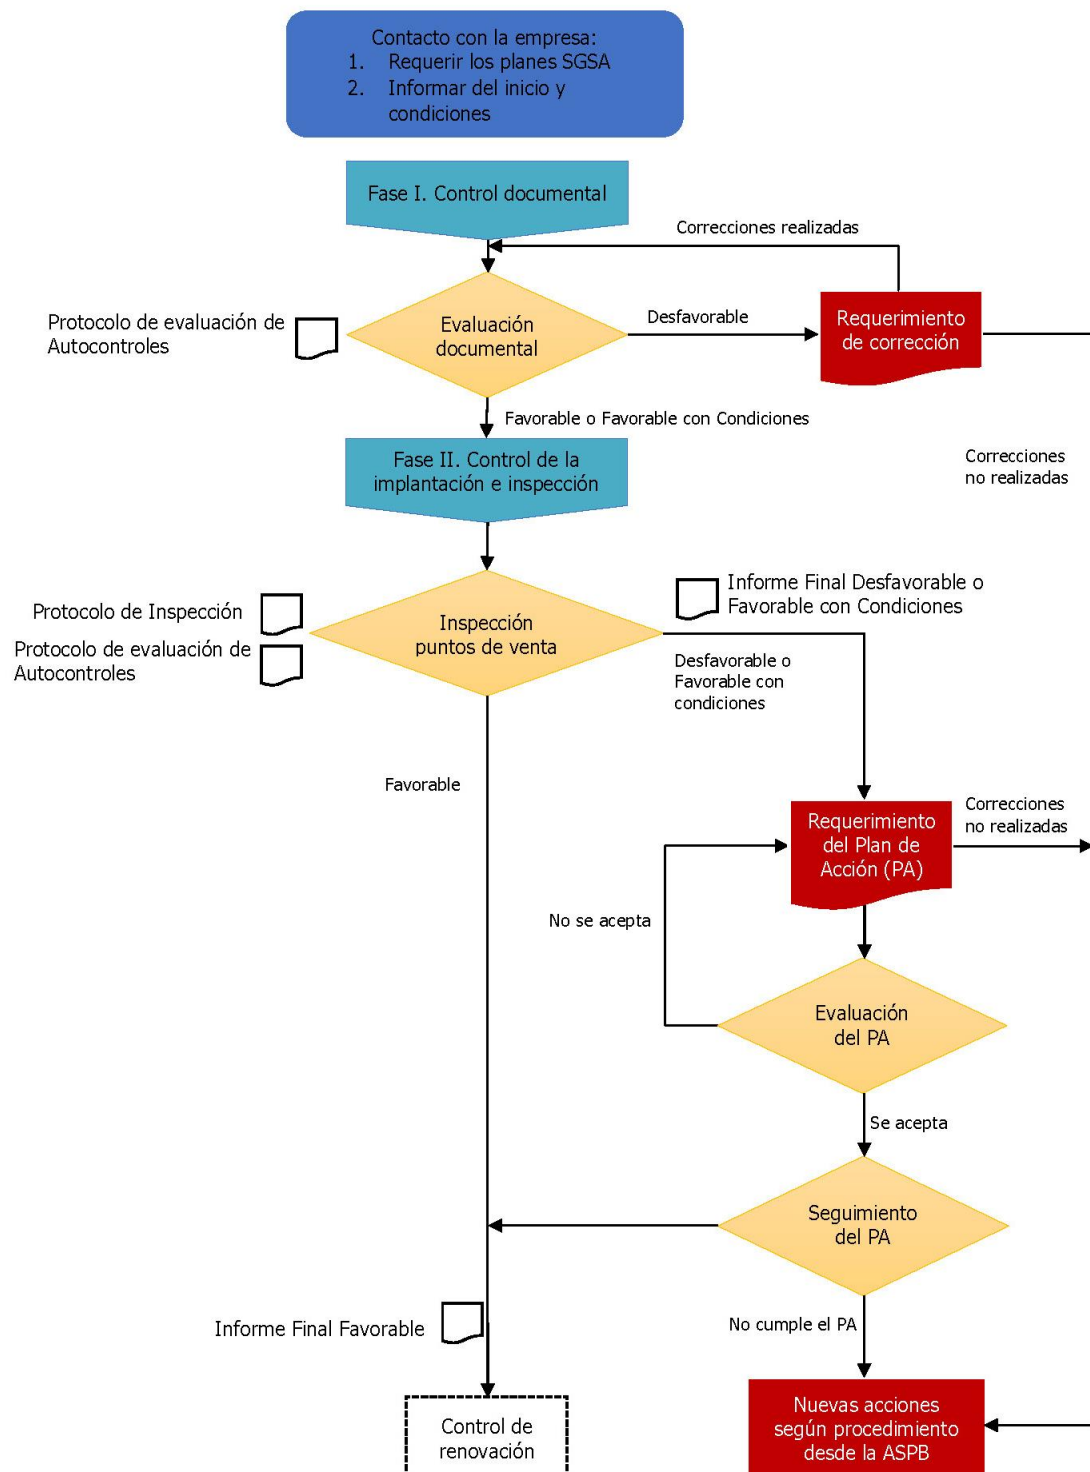 Contacto con la empresa:
1. Requerir los planes SGSA
2. Informar del inicio y
condiciones
Fase I. Control documental
Correcciones realizadas
Protocolo de evaluación de
Autocontroles
Evaluación
documental
Desfavorable
Requerimiento
de corrección
Favorable o Favorable con Condiciones
Fase II. Control de la
implantación e inspección
Correcciones
no realizadas
Protocolo de Inspección
Protocolo de evaluación de
Autocontroles
Inspección
puntos de venta
Informe Final Desfavorable o
Favorable con Condiciones
Desfavorable o
Favorable con
condiciones
Favorable
Requerimiento
del Plan de
Acción (PA)
Correcciones
no realizadas
No se acepta
Evaluación
del PA
Se acepta
Seguimiento
del PA
Informe Final Favorable
No cumple el PA
Control de
renovación
Nuevas acciones
según procedimiento
desde la ASPB